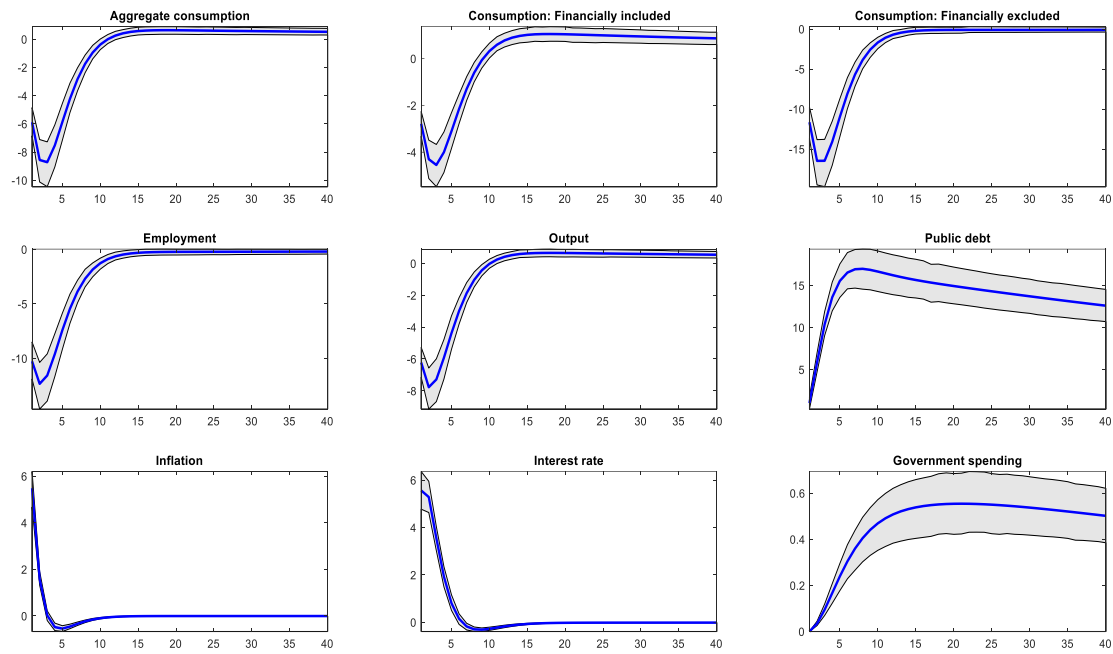 Aggregate consumption
0
-2
-4
-6
-8
-10
5 10 15 20 25 30 35 40
Consumption: Financially included
0
-2
-4
5 10 15 20 25 30 35 40
Consumption: Financially excluded
0
-5
-10
-15
5 10 15 20 25 30 35 40
Employment
0
-5
-10
5 10 15 20 25 30 35 40
Output
0
-2
-4
-6
-8
5 10 15 20 25 30 35 40
Public debt
15
10
5
5 10 15 20 25 30 35 40
Inflation
6
4
2
0
5 10 15 20 25 30 35 40
Interest rate
6
4
2
0
5 10 15 20 25 30 35 40
Government spending
0.6
0.4
0.2
0
5 10 15 20 25 30 35 40